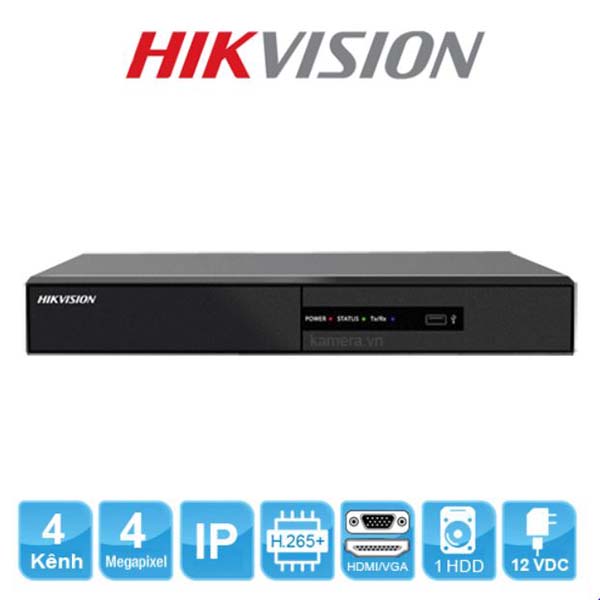 HIKVISION
HIKVISION
POWER STATUS Tx/Rx
kamera.vn
4 Kênh
4 Megapixel
IP
H.265+
HDMI/VGA
1 HDD
12 VDC